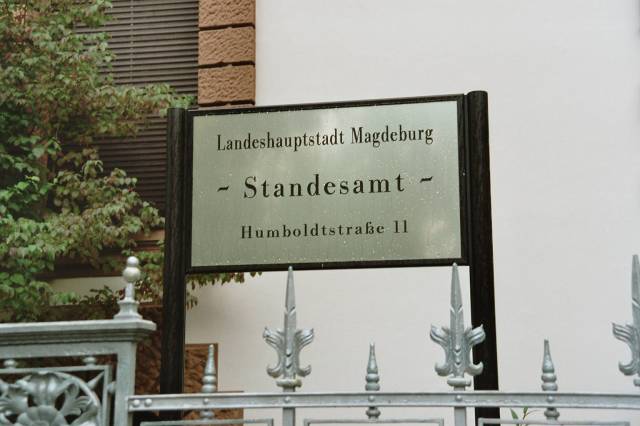 Landeshauptstadt Magdeburg
~ Standesamt ~
Humboldtstraße 11